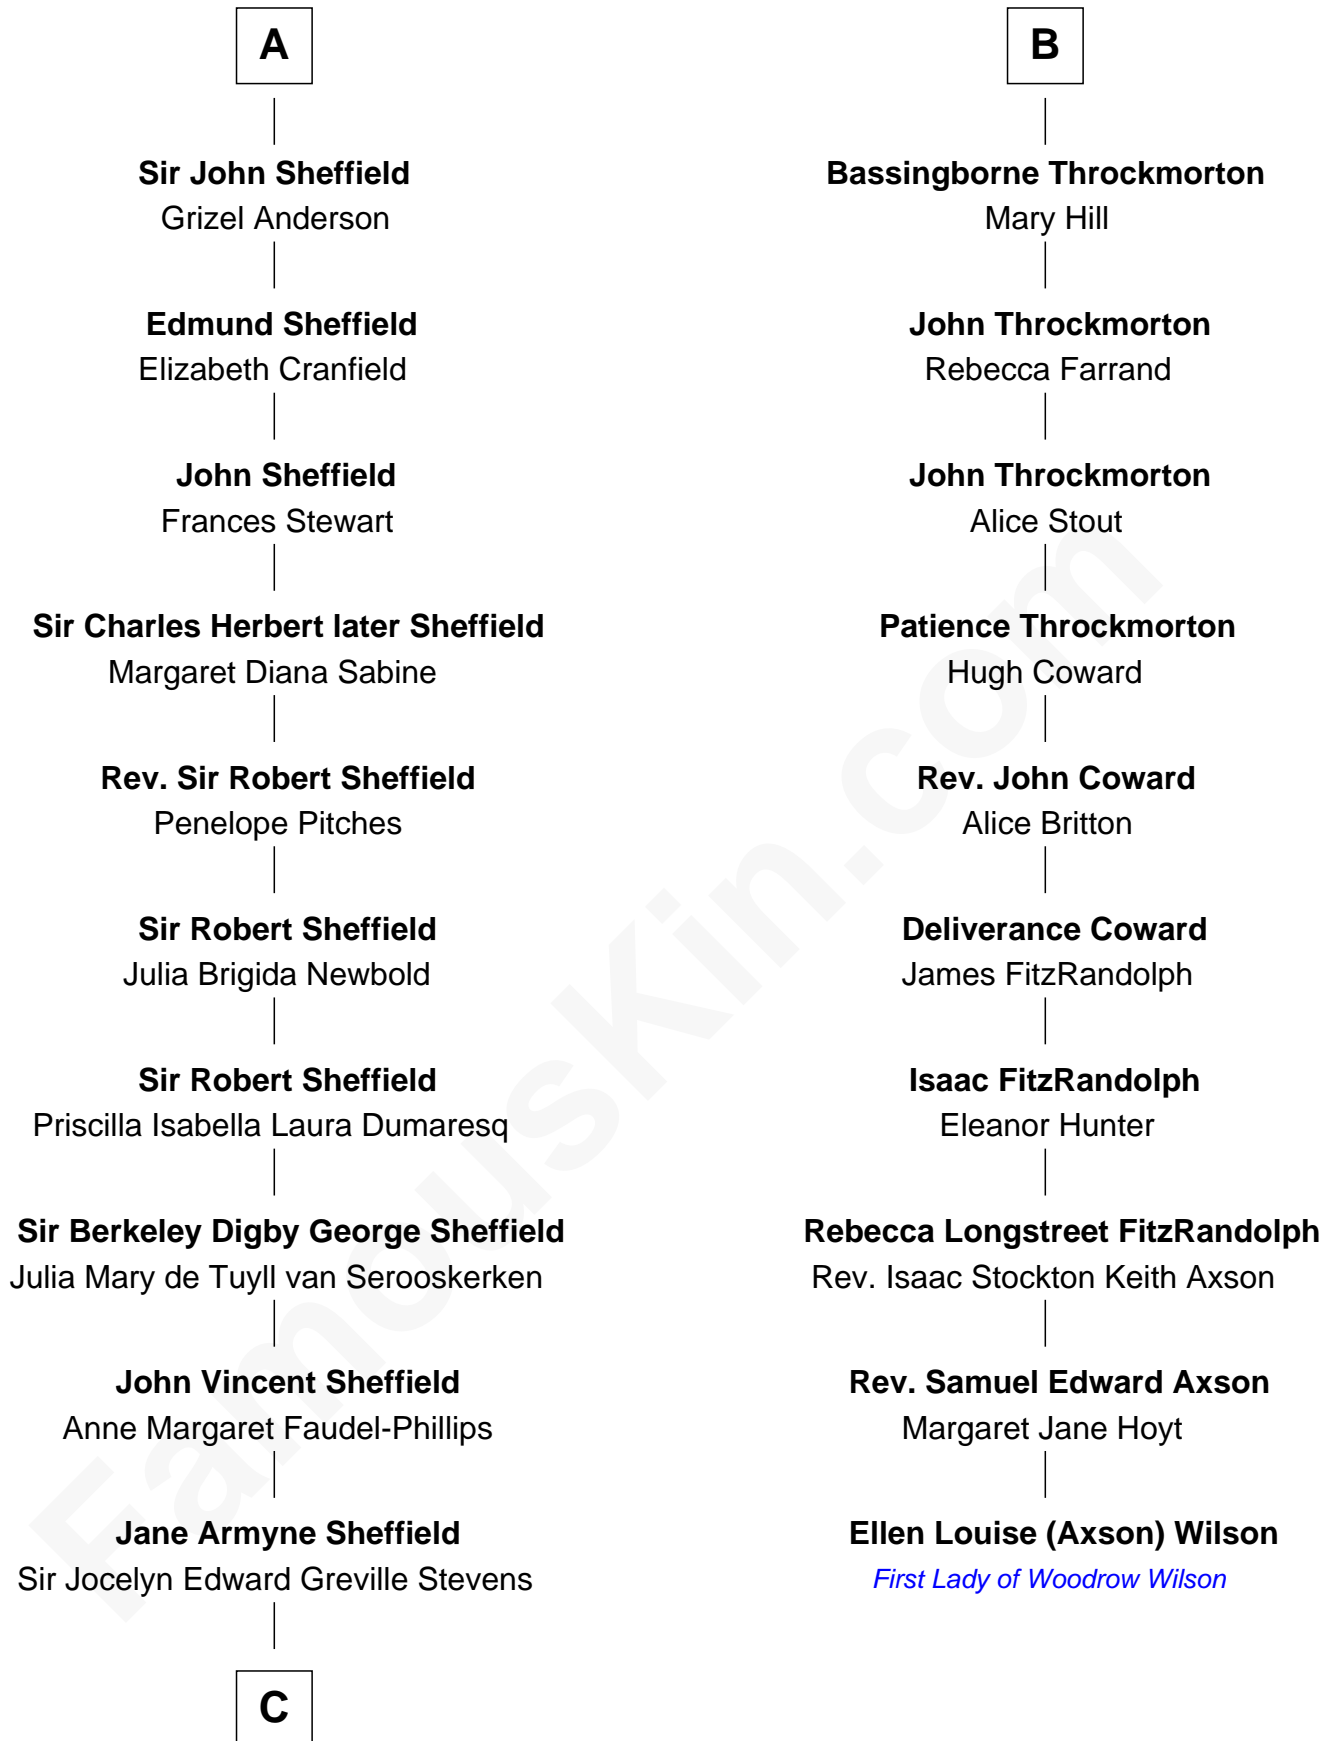 A
Sir John Sheffield
Grizel Anderson
Edmund Sheffield
Elizabeth Cranfield
John Sheffield
Frances Stewart
Sir Charles Herbert later Sheffield
Margaret Diana Sabine
Rev. Sir Robert Sheffield
Penelope Pitches
Sir Robert Sheffield
Julia Brigida Newbold
Sir Robert Sheffield
Priscilla Isabella Laura Dumaresq
Sir Berkeley Digby George Sheffield
Julia Mary de Tuyll van Serooskerken
John Vincent Sheffield
Anne Margaret Faudel-Phillips
Jane Armyne Sheffield
Sir Jocelyn Edward Greville Stevens
C
B
Bassingborne Throckmorton
Mary Hill
John Throckmorton
Rebecca Farrand
John Throckmorton
Alice Stout
Patience Throckmorton
Hugh Coward
Rev. John Coward
Alice Britton
Deliverance Coward
James FitzRandolph
Isaac FitzRandolph
Eleanor Hunter
Rebecca Longstreet FitzRandolph
Rev. Isaac Stockton Keith Axson
Rev. Samuel Edward Axson
Margaret Jane Hoyt
Ellen Louise (Axson) Wilson
First Lady of Woodrow Wilson
FamousKin.com